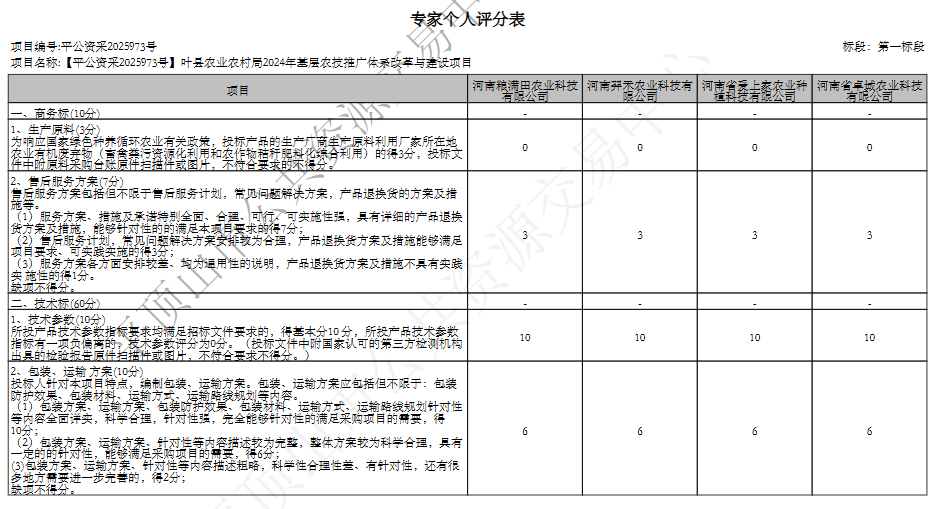 专家个人评分表
项目编号:平公资采2025973号
标段：第一标段
项目名称:【平公资采2025973号】叶县农业农村局2024年基层农技推广体系改革与建设项目
项目
河南粮满田农业科技有限公司
河南羿禾农业科技有限公司
河南省爱上家农业种植科技有限公司
河南省卓城农业科技有限公司
一、商务标(10分)
- - - -
1、生产原料(3分)
为响应国家绿色种养循环农业有关政策，投标产品的生产厂商生产原料利用厂家所在地
农业有机废弃物（畜禽粪污资源化利用和农作物秸秆肥料化综合利用）的得3分，投标文
件中附原料采购台账原件扫描件或图片，不符合要求的不得分。
0 0 0 0
2、售后服务方案(7分)
售后服务方案包括但不限于售后服务计划，常见问题解决方案，产品退换货的方案及措
施等。
（1）服务方案、措施及承诺特别全面、合理、可行、可实施性强，具有详细的产品退换
货方案及措施，能够针对性的的满足本项目要求的得7分；
（2）售后服务计划，常见问题解决方案安排较为合理，产品退换货方案及措施能够满足
项目要求、可实践实施的得3分；
（3）服务方案各方面安排较差、均为通用性的说明，产品退换货方案及措施不具有实践
实 施性的得1分。
缺项不得分。
3 3 3 3
二、技术标(60分)
- - - -
1、技术参数(10分)
所投产品技术参数指标要求均满足招标文件要求的，得基本分10 分，所投产品技术参数
指标有一项负偏离的，技术参数评分为0分。（投标文件中附国家认可的第三方检测机构
出具的检验报告原件扫描件或图片，不符合要求不得分。）
10 10 10 10
2、包装、运输 方案(10分)
投标人针对本项目特点，编制包装、运输方案。包装、运输方案应包括但不限于：包装
防护效果、包装材料、运输方式、运输路线规划等内容。
（1）包装方案、运输方案、包装防护效果、包装材料、运输方式、运输路线规划针对性
等内容全面详实，科学合理，针对性强，完全能够针对性的满足采购项目的需要，得
10分；
（2）包装方案、运输方案、针对性等内容描述较为完整，整体方案较为科学合理，具有
一定的的针对性，能够满足采购项目的需要，得6分；
(3)包装方案、运输方案、针对性等内容描述粗略，科学性合理性差、有针对性，还有很
多地方需要进一步完善的，得2分；
缺项不得分。
6 6 6 6